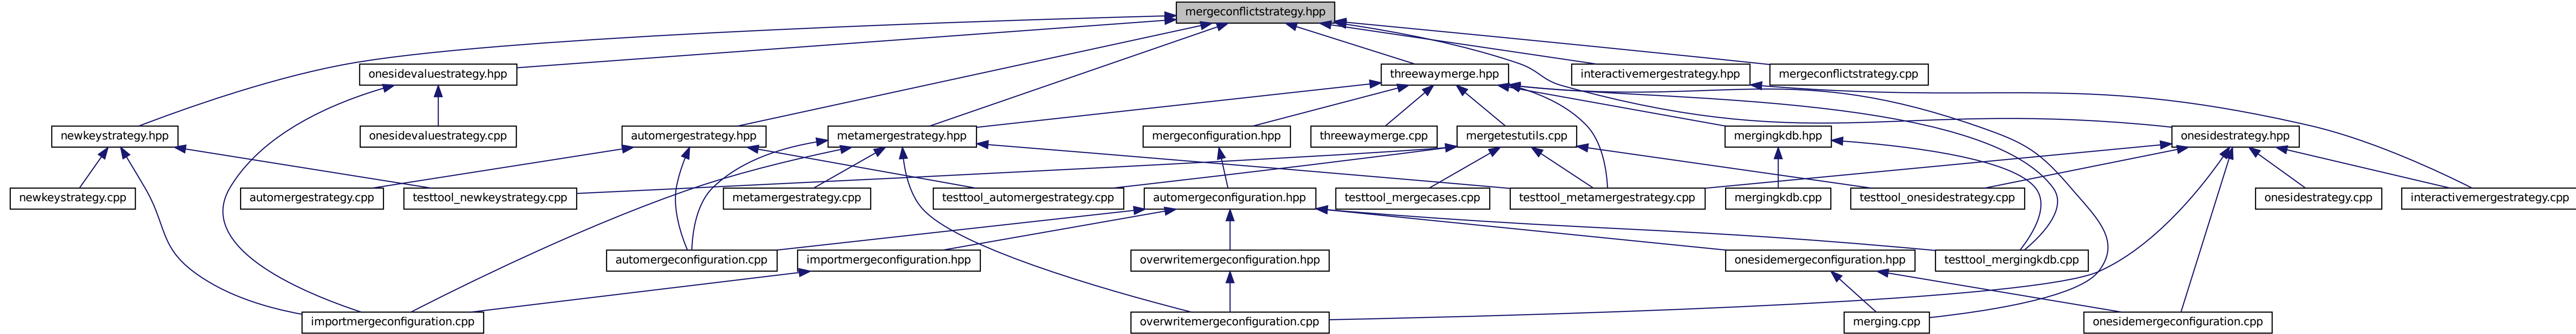 mergeconflictstrategy.hpp
onesidevaluestrategy.hpp
threewaymerge.hpp
interactivemergestrategy.hpp
mergeconflictstrategy.cpp
newkeystrategy.hpp
onesidevaluestrategy.cpp
automergestrategy.hpp
metamergestrategy.hpp
mergeconfiguration.hpp
threewaymerge.cpp
mergetestutils.cpp
mergingkdb.hpp
onesidestrategy.hpp
newkeystrategy.cpp
automergestrategy.cpp
testtool_newkeystrategy.cpp
metamergestrategy.cpp
testtool_automergestrategy.cpp
automergeconfiguration.hpp
testtool_mergecases.cpp
testtool_metamergestrategy.cpp
mergingkdb.cpp
testtool_onesidestrategy.cpp
onesidestrategy.cpp
interactivemergestrategy.cpp
automergeconfiguration.cpp
importmergeconfiguration.hpp
overwritemergeconfiguration.hpp
onesidemergeconfiguration.hpp
testtool_mergingkdb.cpp
importmergeconfiguration.cpp
overwritemergeconfiguration.cpp
merging.cpp
onesidemergeconfiguration.cpp